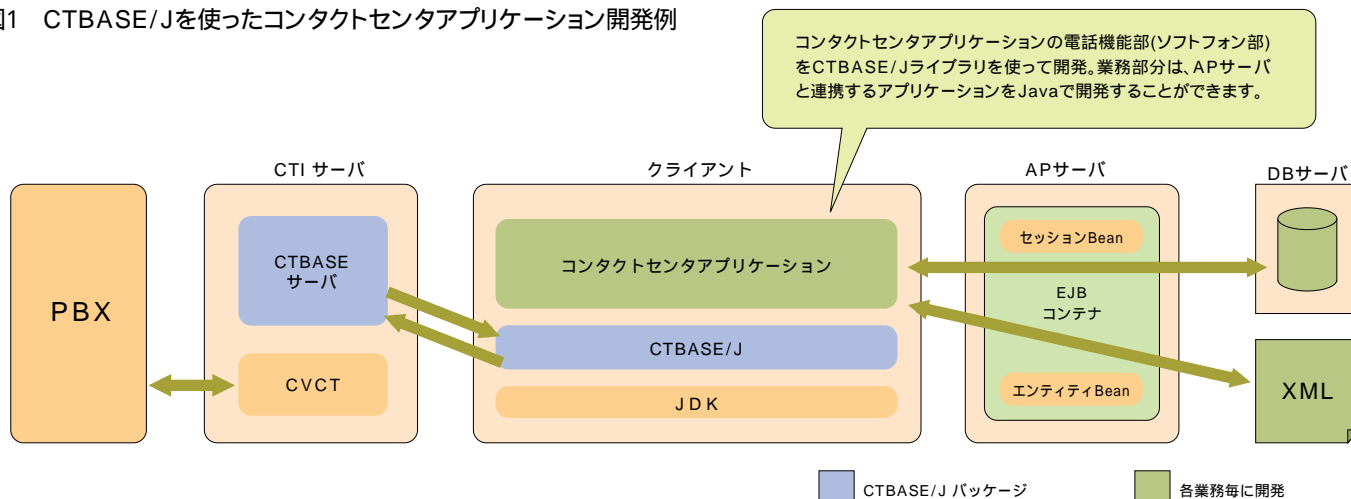 図1 CTBASE/Jを使ったコンタクトセンタアプリケーション開発例
コンタクトセンタアプリケーションの電話機能部(ソフトフォン部)
をCTBASE/Jライブラリを使って開発。業務部分は、APサーバ
と連携するアプリケーションをJavaで開発することができます。
CTI サーバ
クライアント
APサーバ
DBサーバ
PBX
CTBASE
サーバ
CVCT
コンタクトセンタアプリケーション
CTBASE/J
JDK
セッションBean
EJB
コンテナ
エンティティBean
XML
CTBASE/J パッケージ
各業務毎に開発